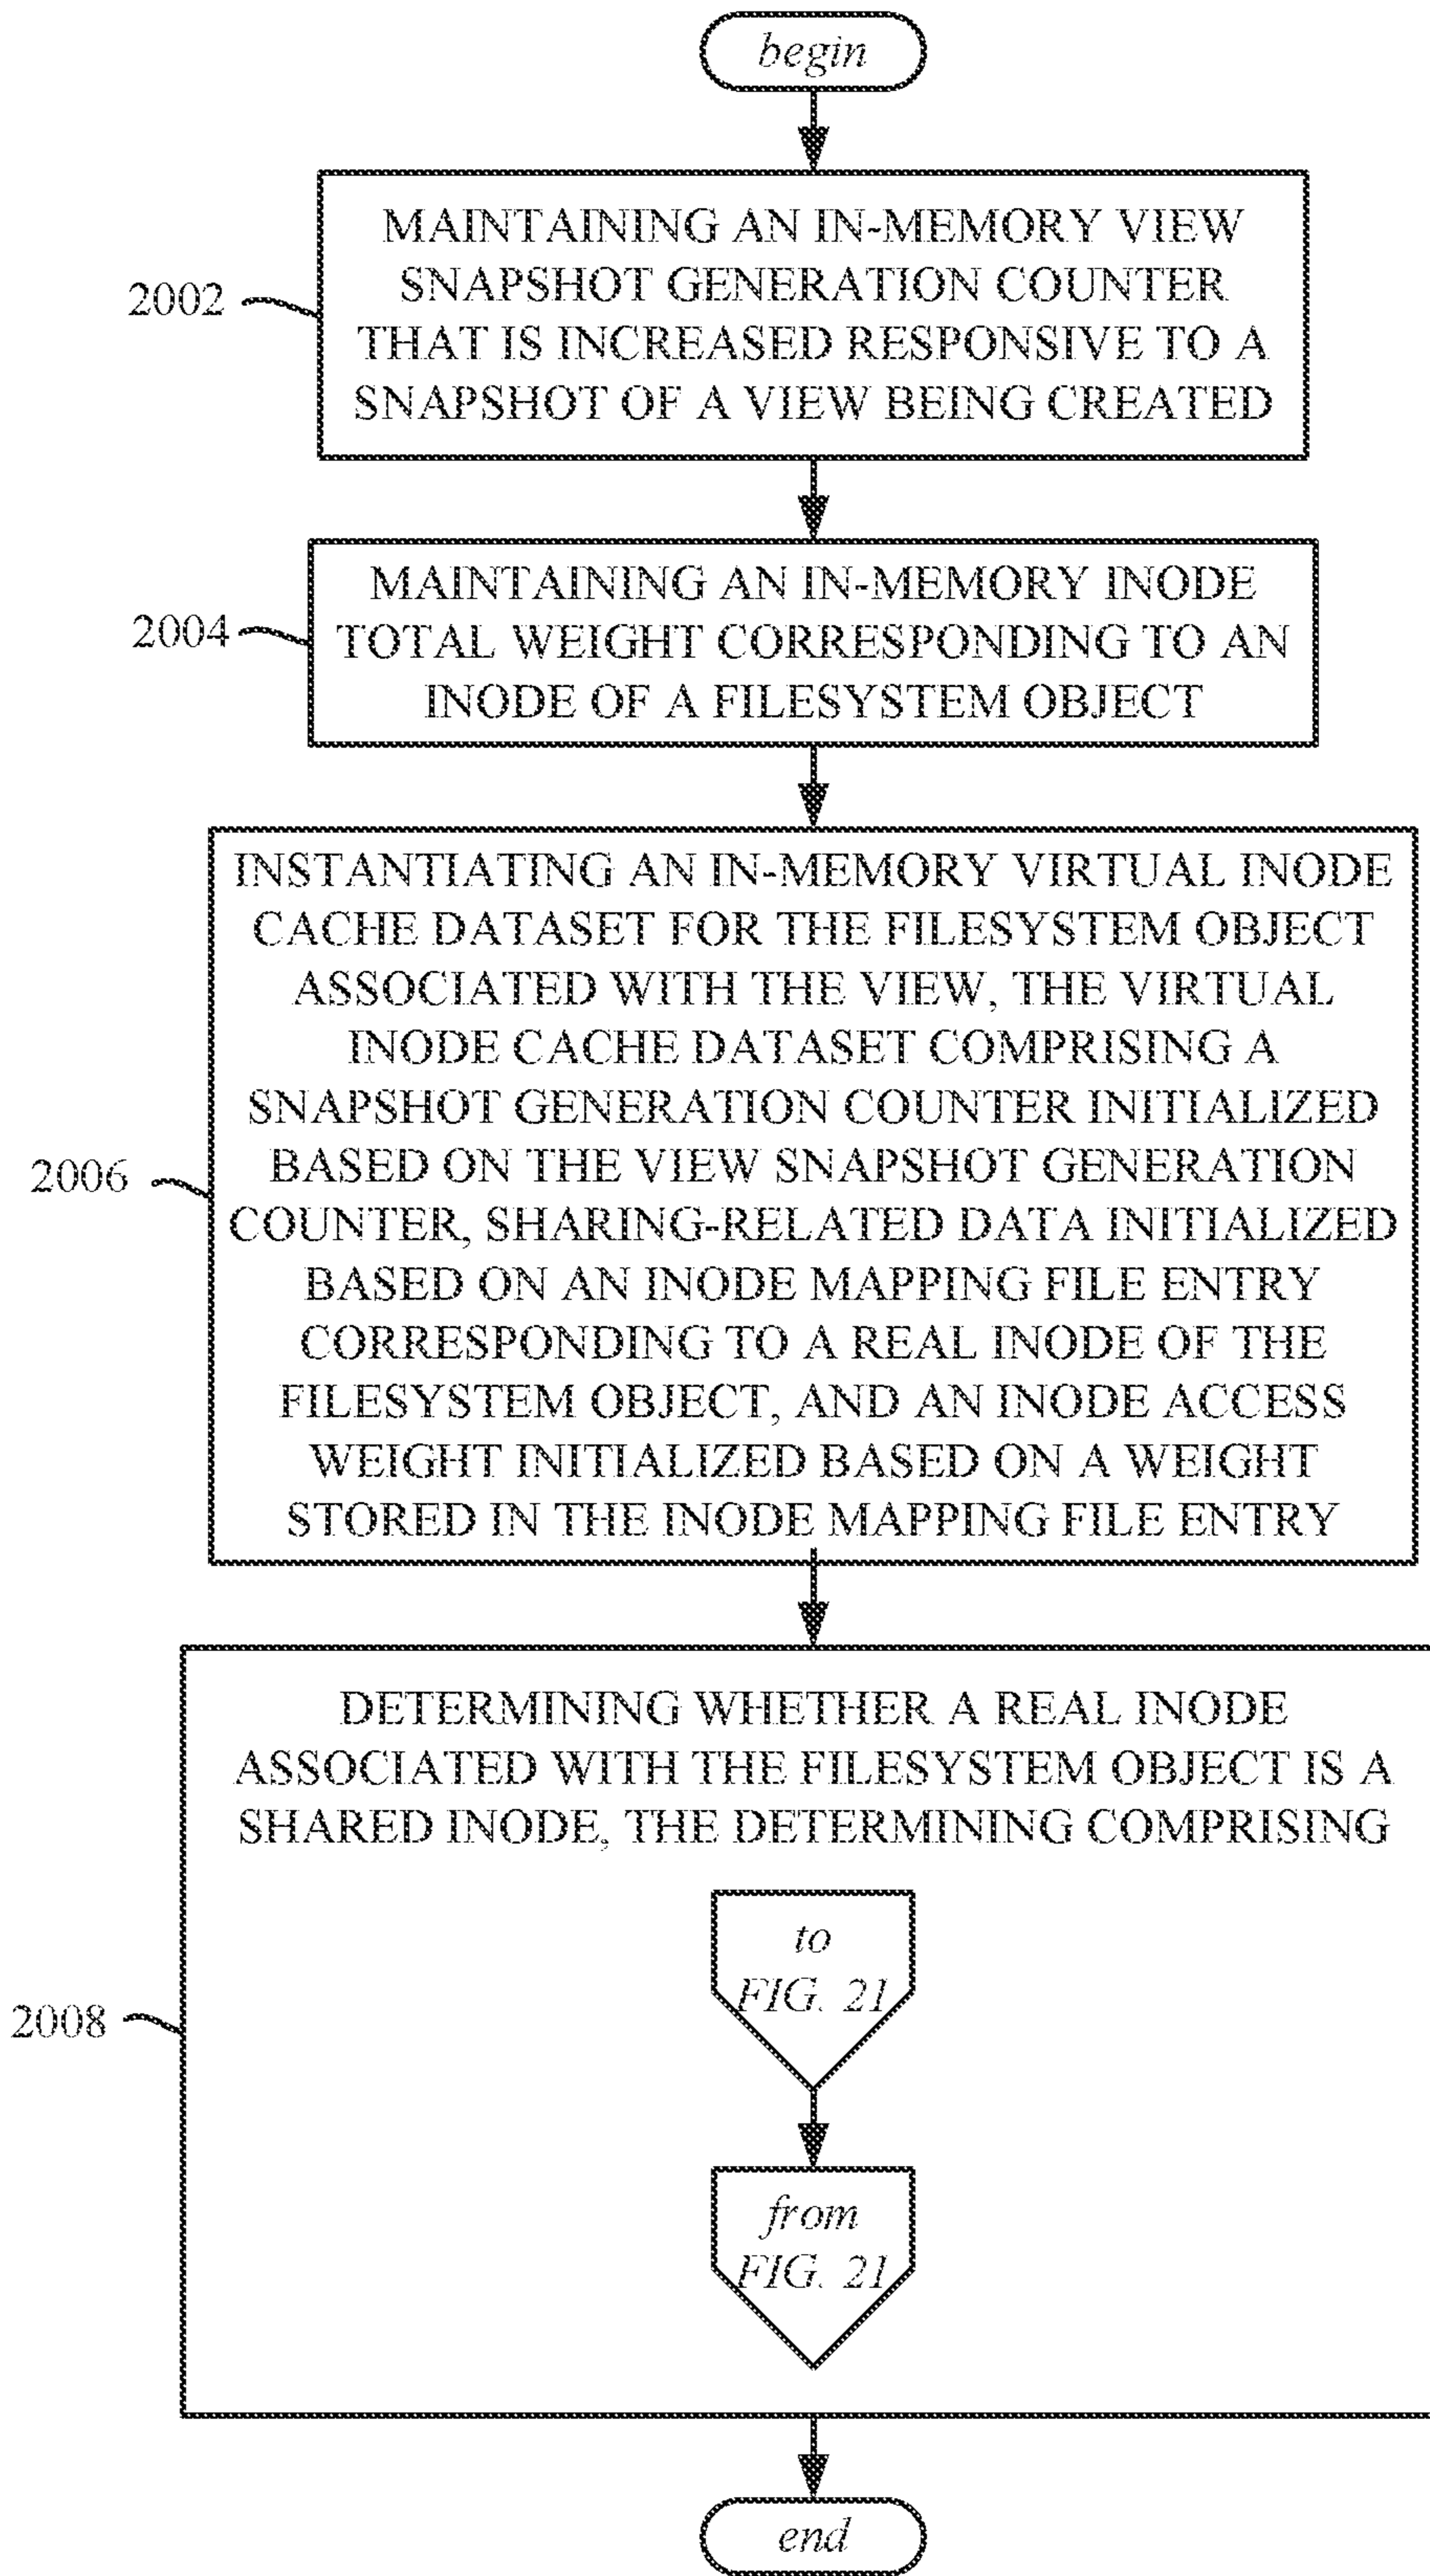 begin
MAINTAINING AN IN-MEMORY VIEW
SNAPSHOT GENERATION COUNTER
THAT IS INCREASED RESPONSIVE TO A
SNAPSHOT OF A VIEW BEING CREATED
2002
MAINTAINING AN IN-MEMORY INODE
TOTAL WEIGHT CORRESPONDING TO AN
INODE OF A FILESYSTEM OBJECT
2004
INSTANTIATING AN IN-MEMORY VIRTUAL INODE
CACHE DATASET FOR THE FILESYSTEM OBJECT
ASSOCIATED WITH THE VIEW, THE VIRTUAL
INODE CACHE DATASET COMPRISING A
SNAPSHOT GENERATION COUNTER INITIALIZED
BASED ON THE VIEW SNAPSHOT GENERATION
COUNTER, SHARING-RELATED DATA INITIALIZED
BASED ON AN INODE MAPPING FILE ENTRY
CORRESPONDING TO A REAL INODE OF THE
FILESYSTEM OBJECT, AND AN INODE ACCESS
WEIGHT INITIALIZED BASED ON A WEIGHT
STORED IN THE INODE MAPPING FILE ENTRY
2006
DETERMINING WHETHER A REAL INODE
ASSOCIATED WITH THE FILESYSTEM OBJECT IS A
SHARED INODE, THE DETERMINING COMPRISING
2008
to
FIG. 21
from
FIG. 21
end